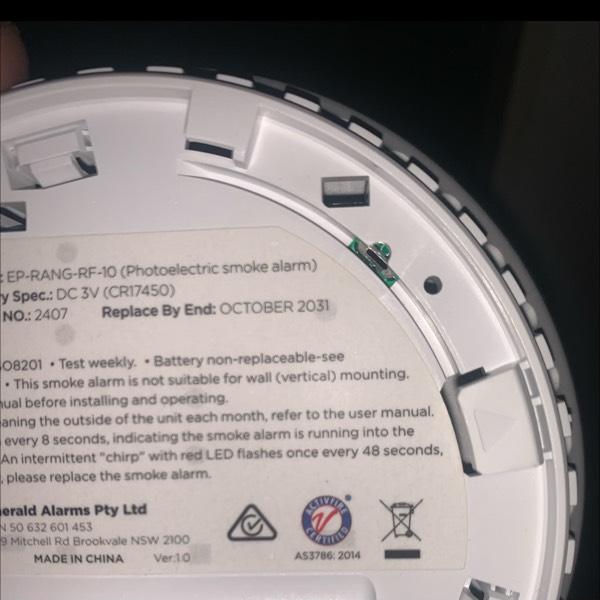 : EP-RANG-RF-10 (Photoelectric smoke alarm)
y Spec.: DC 3V (CR17450)
NO.: 2407 Replace By End: OCTOBER 2031
08201 • Test weekly. • Battery non-replaceable-see
• This smoke alarm is not suitable for wall (vertical) mounting.
ual before installing and operating.
aning the outside of the unit each month, refer to the user manual.
every 8 seconds, indicating the smoke alarm is running into the
An intermittent "chirp" with red LED flashes once every 48 seconds,
, please replace the smoke alarm.
erald Alarms Pty Ltd
N 50 632 601 453
9 Mitchell Rd Brookvale NSW 2100
MADE IN CHINA Ver:1.0
ACTIVFIRE
CERTIFIED
AS3786: 2014